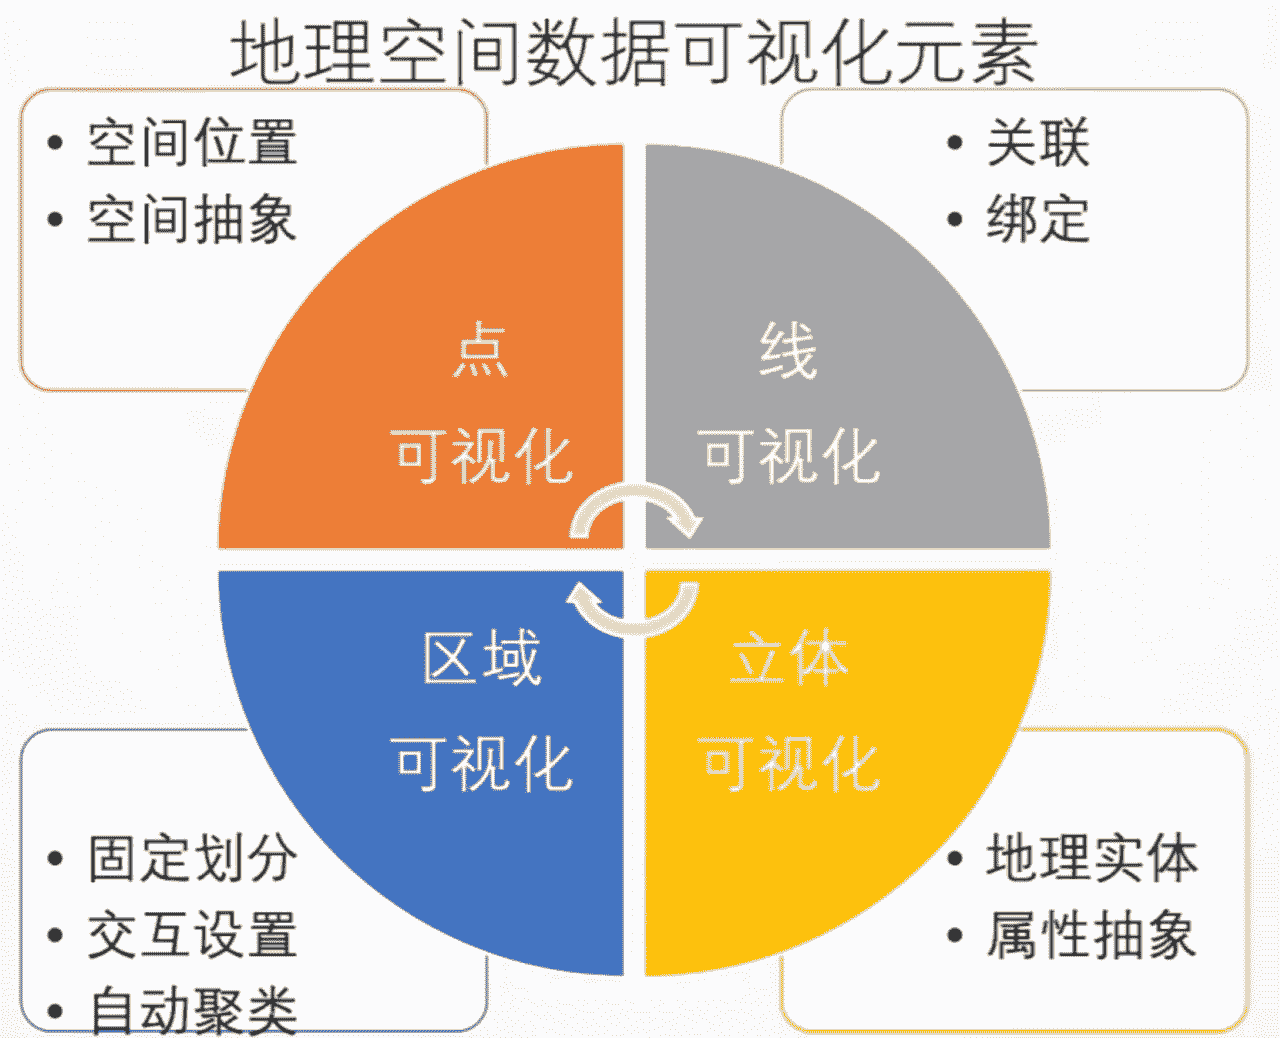 地理空间数据可视化元素
• 空间位置
• 空间抽象
• 关联
• 绑定
点
可视化
线
可视化
区域
可视化
立体
可视化
• 固定划分
• 交互设置
• 自动聚类
• 地理实体
• 属性抽象